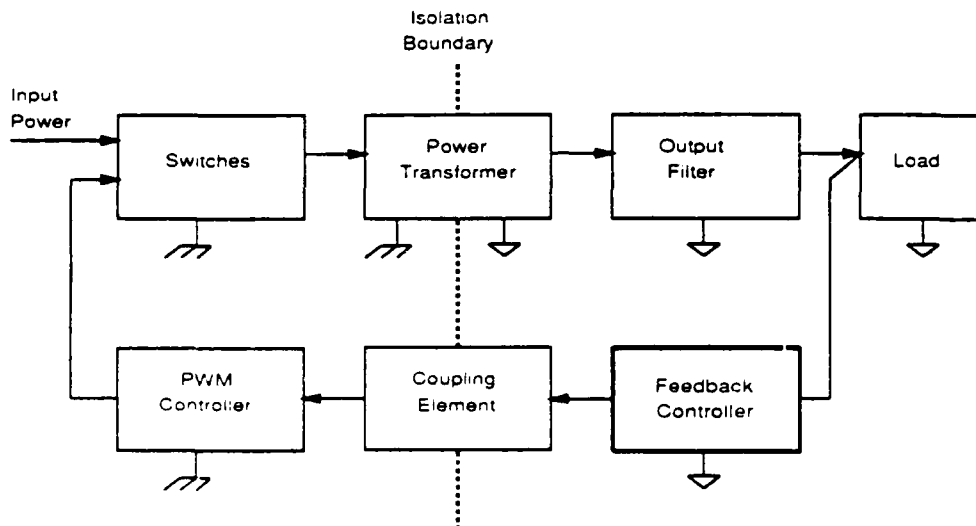 Isolation
Boundary
Input
Power
Switches
Power
Transformer
Output
Filter
Load
PWM
Controller
Coupling
Element
Feedback
Controller